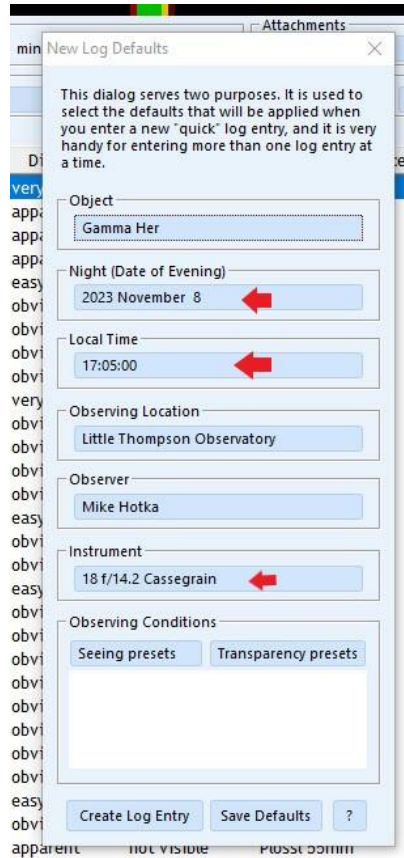 Attachments
min
New Log Defaults
This dialog serves two purposes. It is used to
select the defaults that will be applied when
you enter a new "quick" log entry, and it is very
handy for entering more than one log entry at
a time.
Object
Gamma Her
Night (Date of Evening)
2023 November 8
Local Time
17:05:00
Observing Location
Little Thompson Observatory
Observer
Mike Hotka
Instrument
18 f/14.2 Cassegrain
Observing Conditions
Seeing presets
Transparency presets
Create Log Entry
Save Defaults
?
Di
very
appa
appa
appa
easy
obvi
obvi
obvi
obvi
very
obvi
obvi
obvi
obvi
easy
obvi
obvi
easy
obvi
obvi
obvi
obvi
obvi
obvi
obvi
obvi
easy
obvi
apparent not visible Plossl 55mm